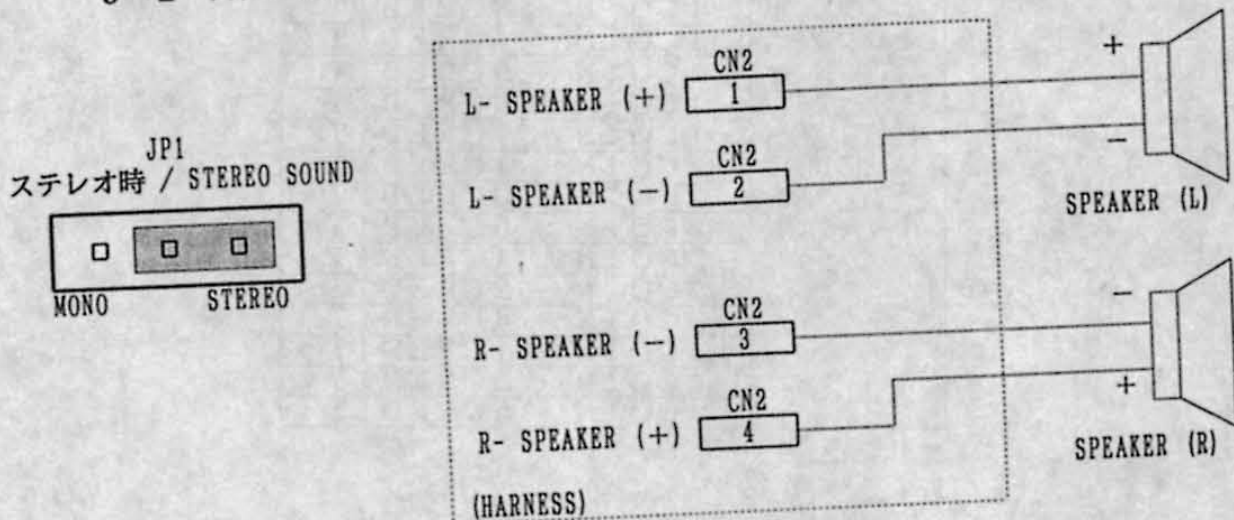 JP1
ステレオ時 / STEREO SOUND
MONO STEREO
CN2
L- SPEAKER (+) 1
CN2
L- SPEAKER (-) 2
+
-
SPEAKER (L)
CN2
R- SPEAKER (-) 3
CN2
R- SPEAKER (+) 4
-
+
SPEAKER (R)
(HARNESS)